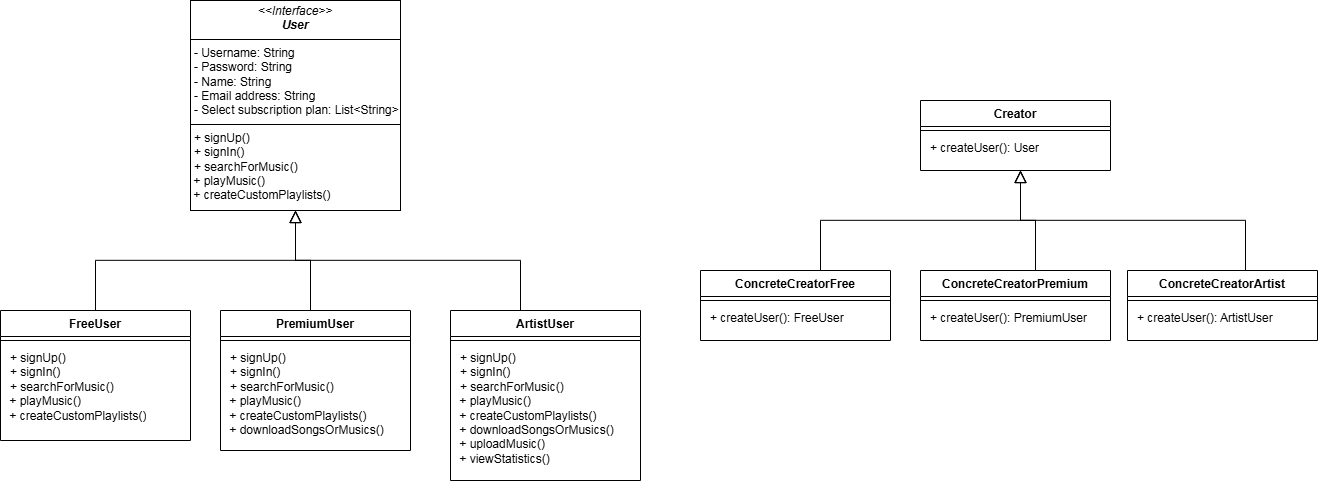 <<Interface>>
User
- Username: String
- Password: String
- Name: String
- Email address: String
- Select subscription plan: List<String>
+ signUp()
+ signIn()
+ searchForMusic()
+ playMusic()
+ createCustomPlaylists()
FreeUser
+ signUp()
+ signIn()
+ searchForMusic()
+ playMusic()
+ createCustomPlaylists()
PremiumUser
+ signUp()
+ signIn()
+ searchForMusic()
+ playMusic()
+ createCustomPlaylists()
+ downloadSongsOrMusics()
ArtistUser
+ signUp()
+ signIn()
+ searchForMusic()
+ playMusic()
+ createCustomPlaylists()
+ downloadSongsOrMusics()
+ uploadMusic()
+ viewStatistics()
Creator
+ createUser(): User
ConcreteCreatorFree
+ createUser(): FreeUser
ConcreteCreatorPremium
+ createUser(): PremiumUser
ConcreteCreatorArtist
+ createUser(): ArtistUser